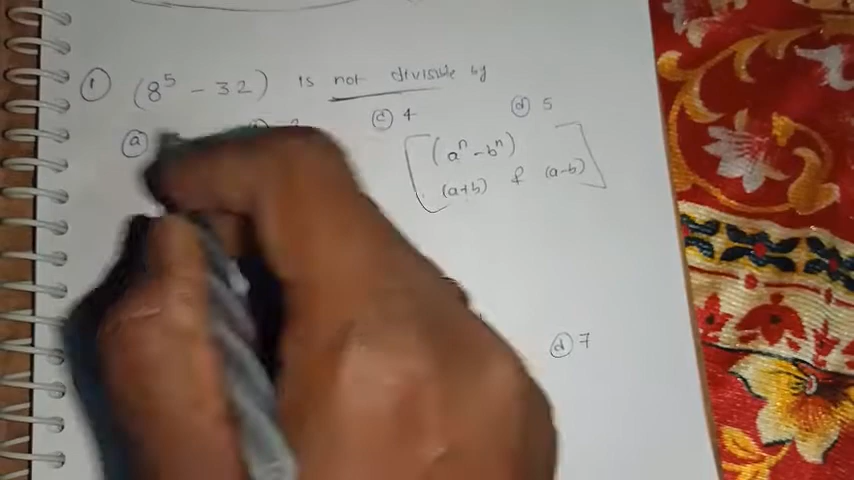 ① (8⁵ - 32) is not divisible by
ⓐ ⓒ 4 ⓓ 5
(aⁿ - bⁿ)
(a+b) & (a-b)
ⓓ 7